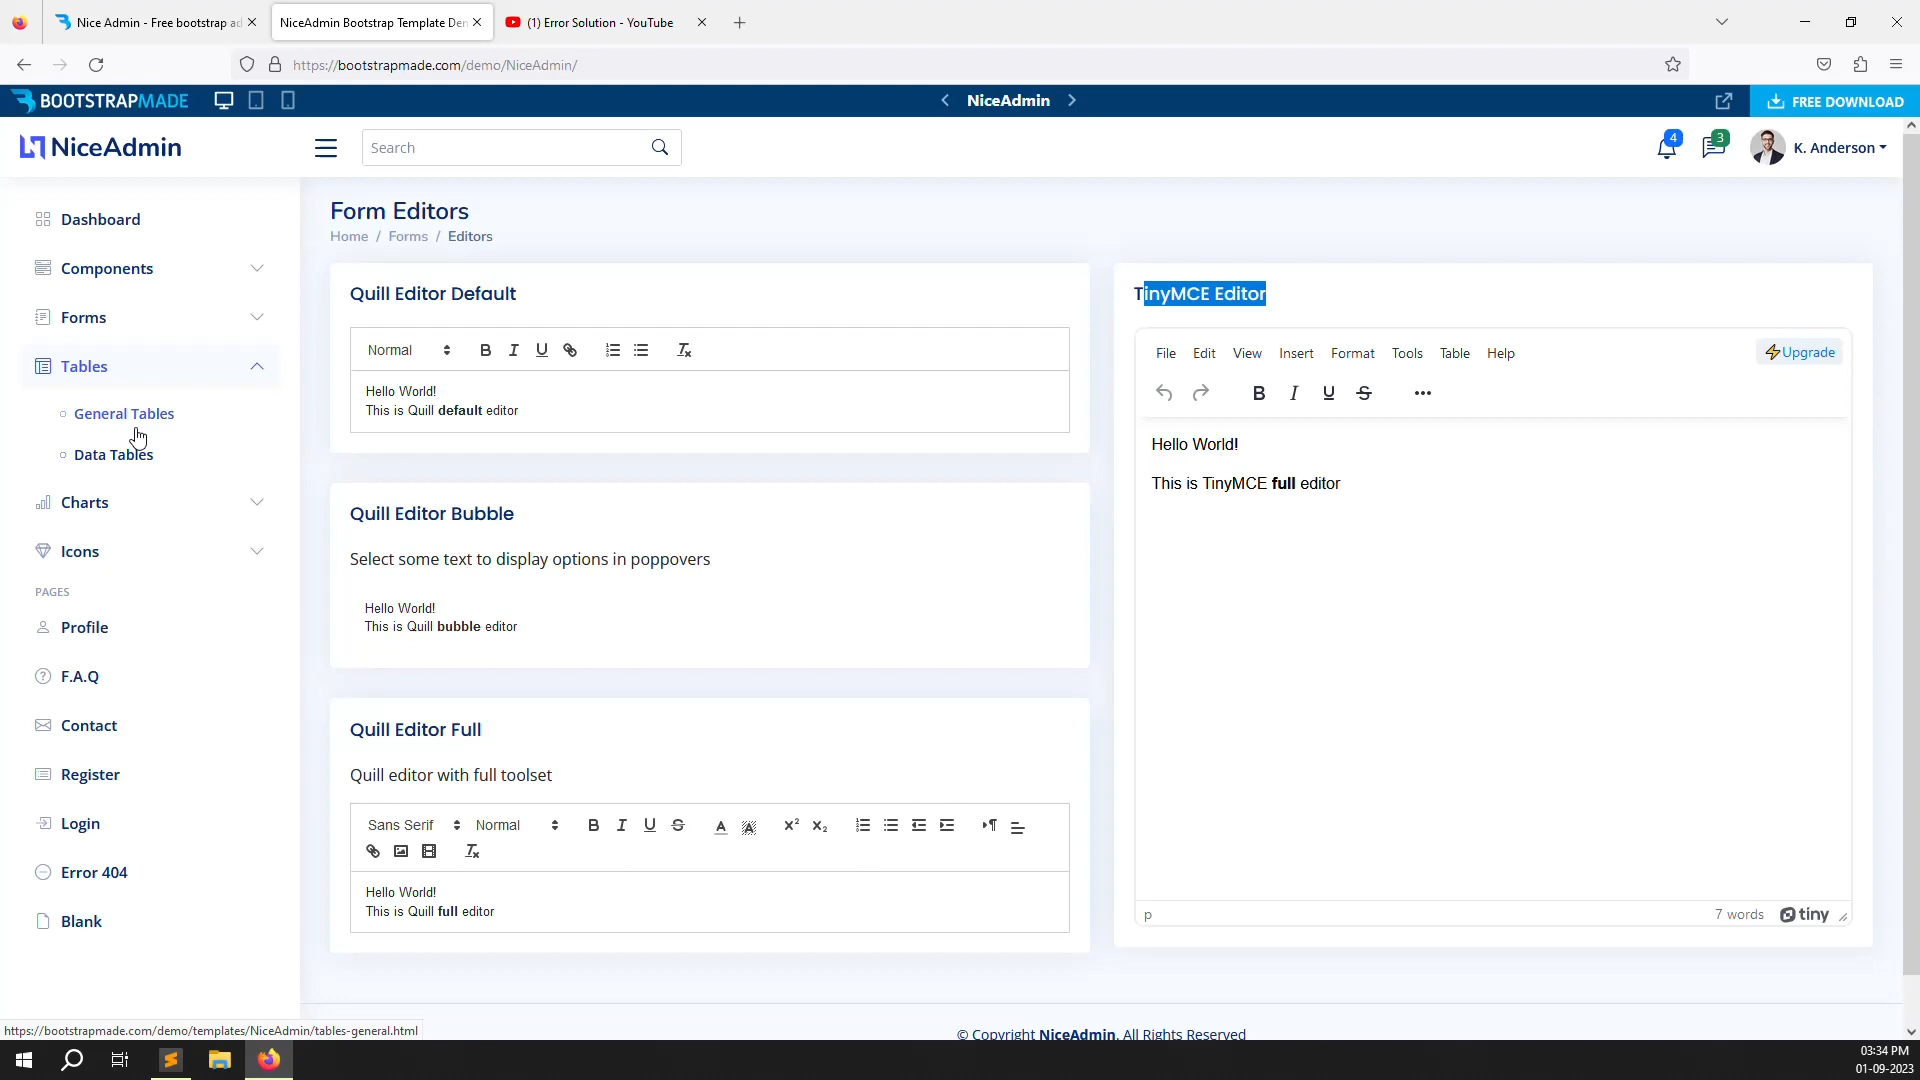 Nice Admin - Free bootstrap ad
NiceAdmin Bootstrap Template Den
(1) Error Solution - YouTube
https://bootstrapmade.com/demo/NiceAdmin/
BOOTSTRAPMADE
NiceAdmin
FREE DOWNLOAD
NiceAdmin
Search
4
3
K. Anderson
Dashboard
Components
Forms
Tables
General Tables
Data Tables
Charts
Icons
PAGES
Profile
F.A.Q
Contact
Register
Login
Error 404
Blank
Form Editors
Home / Forms / Editors
Quill Editor Default
Normal B I U
Hello World!
This is Quill default editor
Quill Editor Bubble
Select some text to display options in poppovers
Hello World!
This is Quill bubble editor
Quill Editor Full
Quill editor with full toolset
Sans Serif Normal B I U S A A x² x₂
Hello World!
This is Quill full editor
TinyMCE Editor
File Edit View Insert Format Tools Table Help
Upgrade
B I U S
Hello World!
This is TinyMCE full editor
p
7 words
tiny
© Copyright NiceAdmin. All Rights Reserved
https://bootstrapmade.com/demo/templates/NiceAdmin/tables-general.html
03:34 PM
01-09-2023